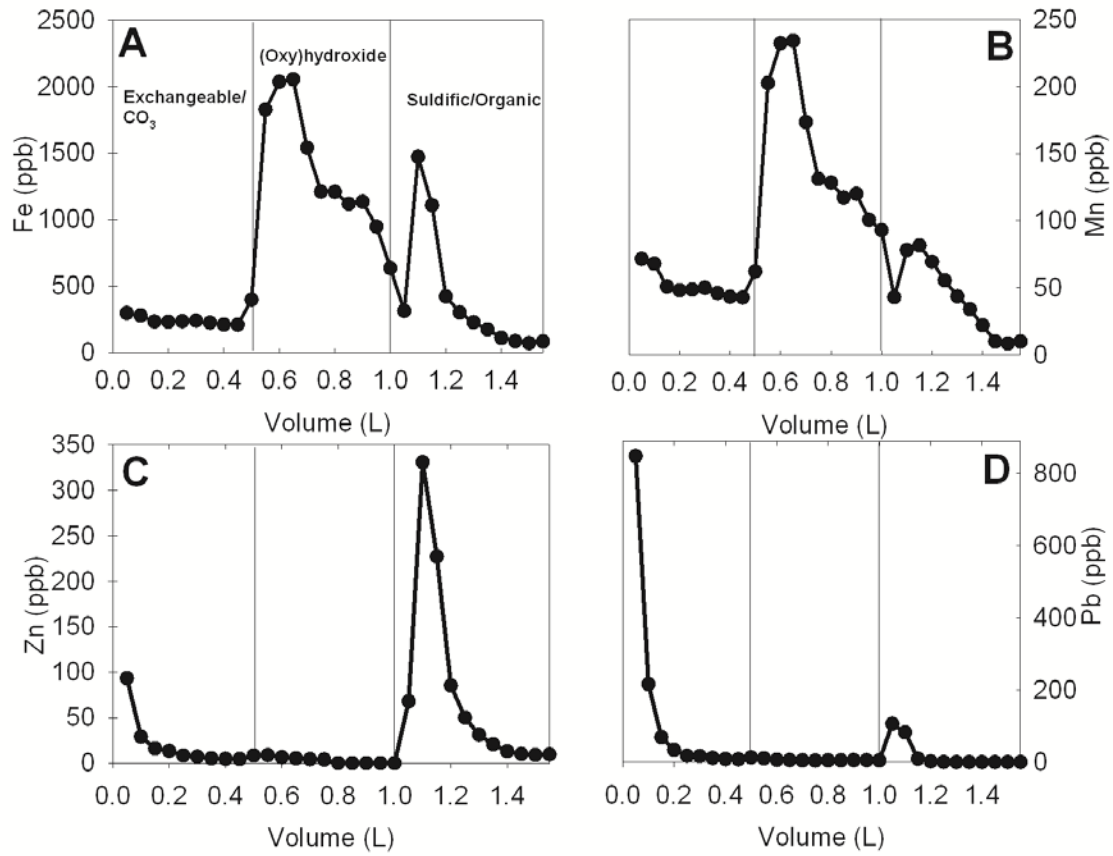 A
(Oxy)hydroxide
Exchangeable/
CO3
Suldific/Organic
2500
2000
1500
1000
500
0
Fe (ppb)
0.0 0.2 0.4 0.6 0.8 1.0 1.2 1.4
Volume (L)
B
250
200
150
100
50
0
Mn (ppb)
0.0 0.2 0.4 0.6 0.8 1.0 1.2 1.4
Volume (L)
C
350
300
250
200
150
100
50
0
Zn (ppb)
0.0 0.2 0.4 0.6 0.8 1.0 1.2 1.4
Volume (L)
D
800
600
400
200
0
Pb (ppb)
0.0 0.2 0.4 0.6 0.8 1.0 1.2 1.4
Volume (L)